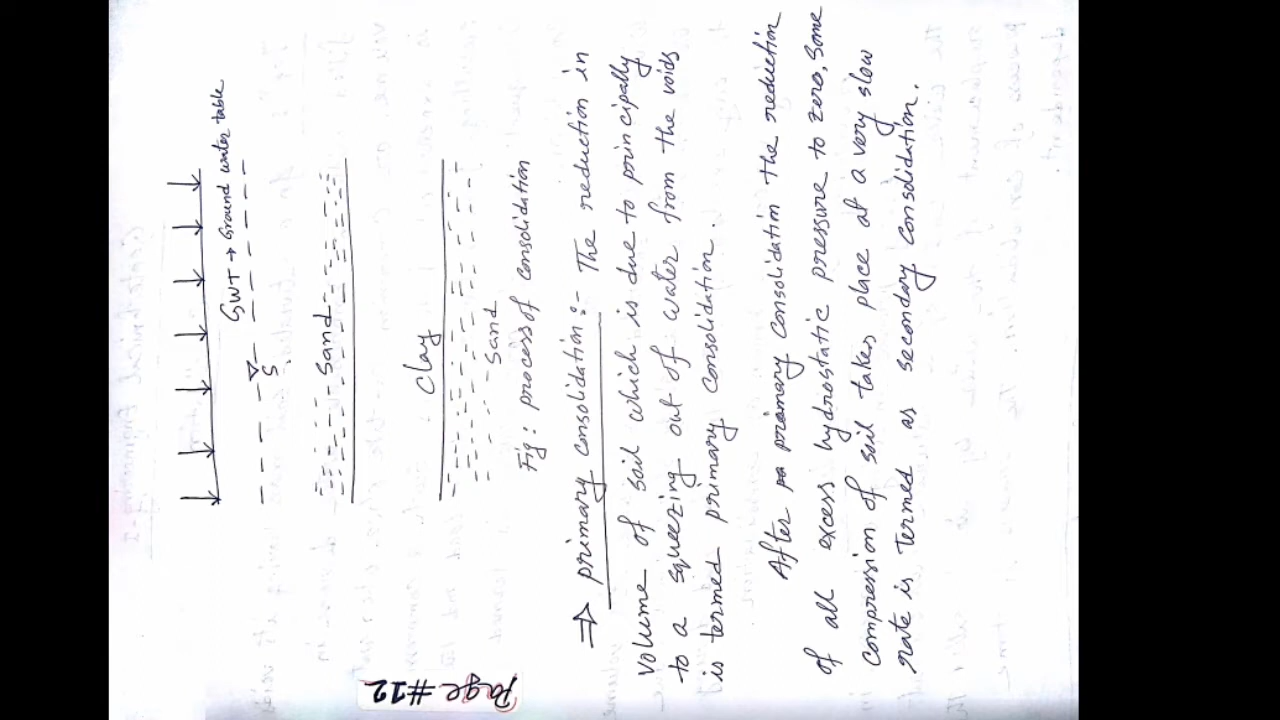 GWT → Ground water table
S.
Sand
Clay
Sand
Fig : process of consolidation
⇒ primary consolidation :- The reduction in
volume of soil which is due to principally
to a squeezing out of water from the voids
is termed primary consolidation.
After primary consolidation the reduction
of all excess hydrostatic pressure to zero, some
compression of soil takes place at a very slow
rate is termed as secondary consolidation.
Page #12